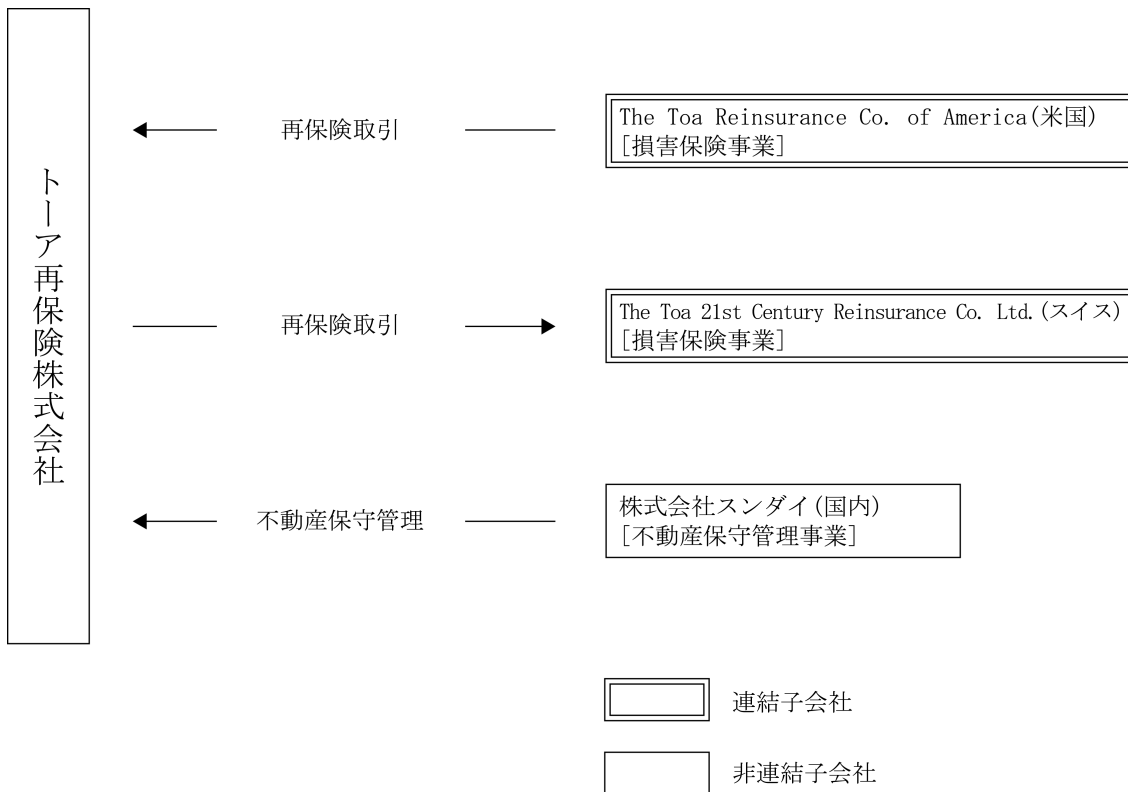 トーア再保険株式会社
再保険取引
The Toa Reinsurance Co. of America(米国)
[損害保険事業]
再保険取引
The Toa 21st Century Reinsurance Co. Ltd.(スイス)
[損害保険事業]
不動産保守管理
株式会社スンダイ(国内)
[不動産保守管理事業]
連結子会社
非連結子会社